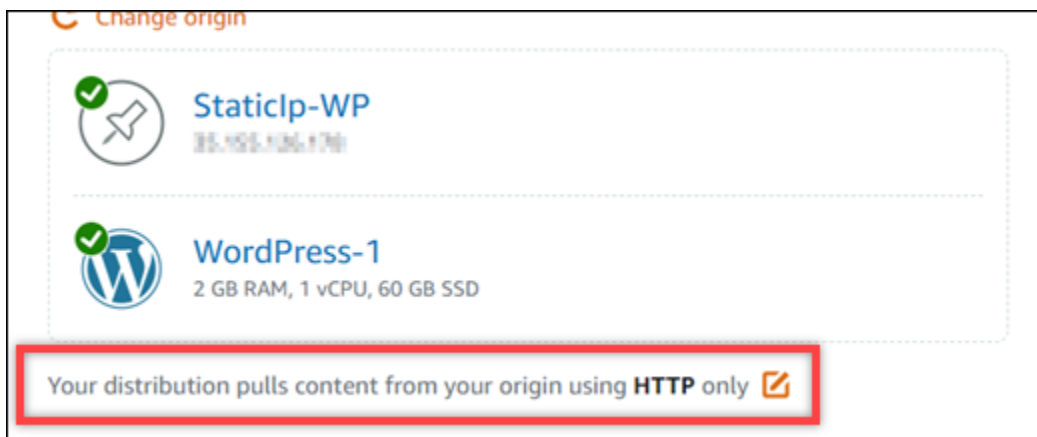 Change origin
StaticIp-WP
WordPress-1
2 GB RAM, 1 vCPU, 60 GB SSD
Your distribution pulls content from your origin using HTTP only